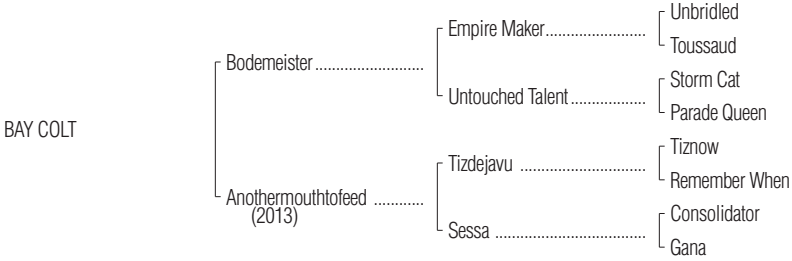 Unbridled
Empire Maker........................
Toussaud
Bodemeister..........................
Storm Cat
Untouched Talent..................
Parade Queen
BAY COLT
Tiznow
Tizdejavu ..............................
Remember When
Anothermouthtofeed ............
(2013)
Consolidator
Sessa ....................................
Gana